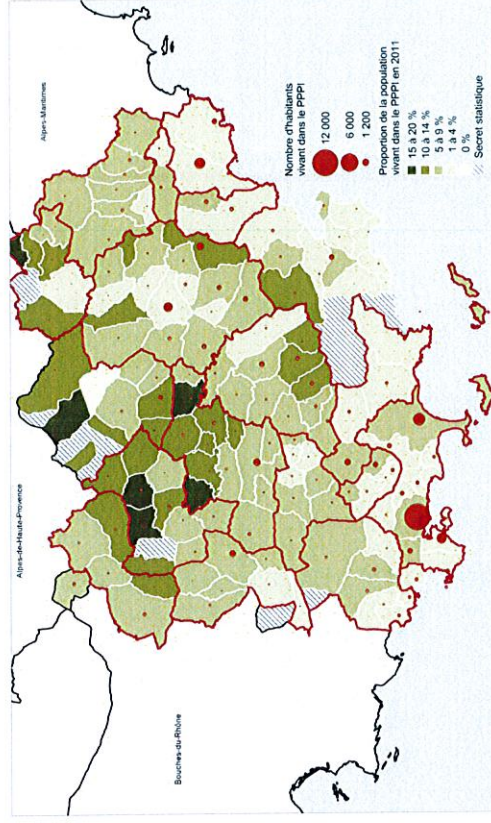 Alpes-de-Haute-Provence
Alpes-Maritimes
Bouches-du-Rhône
Nombre d'habitants
vivant dans le PPPI
12 000
6 000
1 200
Proportion de la population
vivant dans le PPPI en 2011
15 à 20 %
10 à 14 %
5 à 9 %
1 à 4 %
0 %
Secret statistique